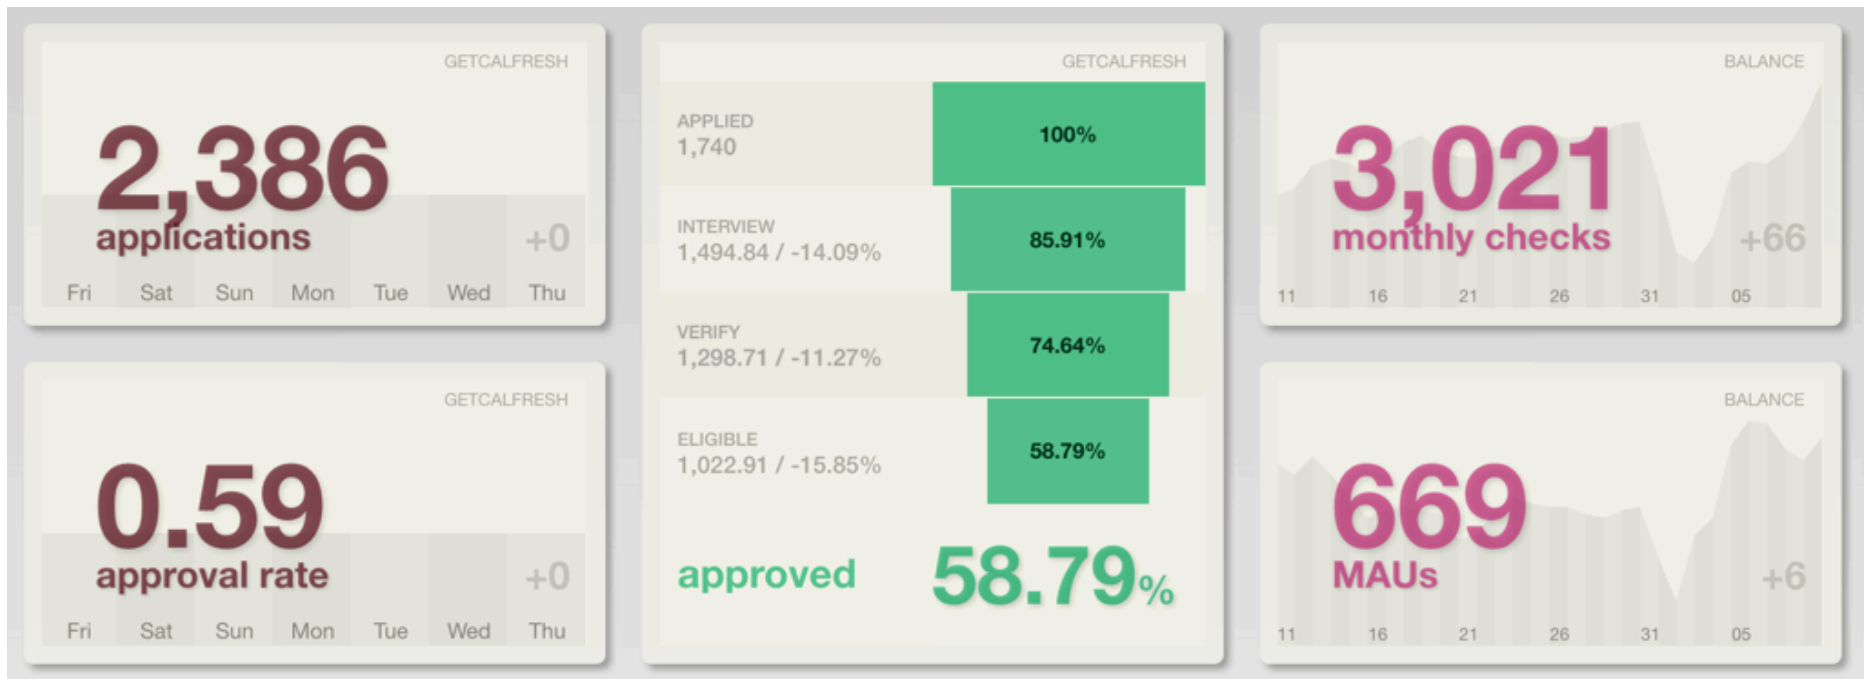 GETCALFRESH
2,386
applications
+0
Fri Sat Sun Mon Tue Wed Thu
GETCALFRESH
0.59
approval rate
+0
Fri Sat Sun Mon Tue Wed Thu
GETCALFRESH
APPLIED
1,740
100%
INTERVIEW
1,494.84 / -14.09%
85.91%
VERIFY
1,298.71 / -11.27%
74.64%
ELIGIBLE
1,022.91 / -15.85%
58.79%
approved 58.79%
BALANCE
3,021
monthly checks
+66
11 16 21 26 31 05
BALANCE
669
MAUs
+6
11 16 21 26 31 05